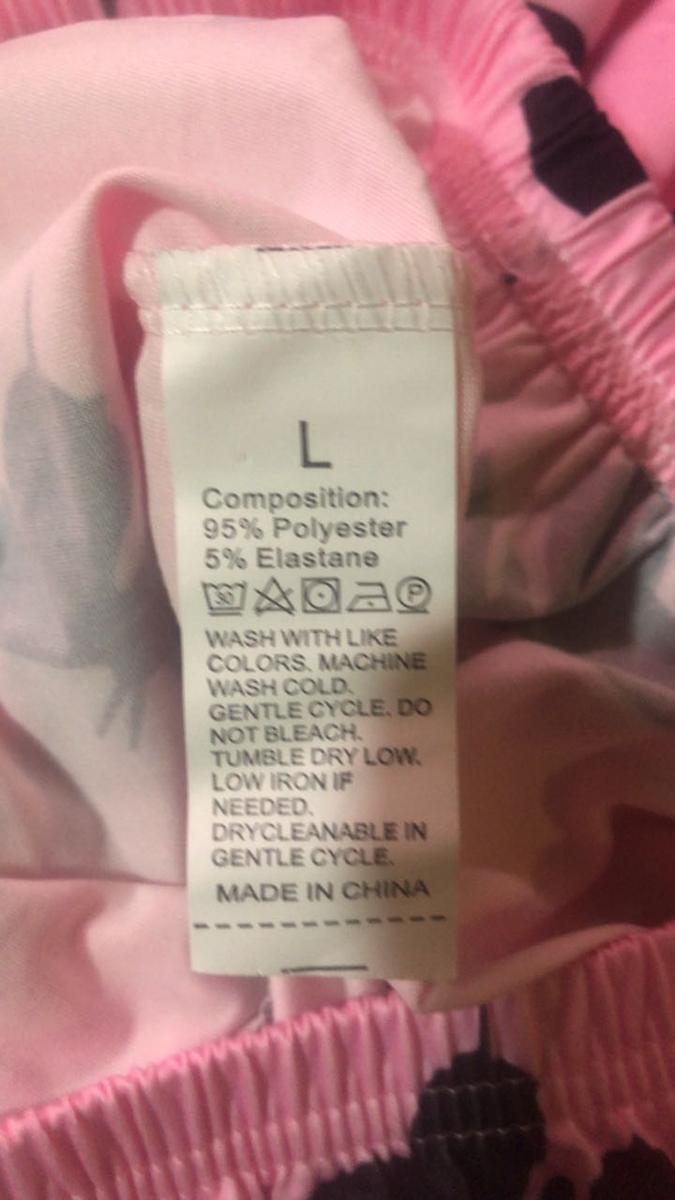 L
Composition:
95% Polyester
5% Elastane
30 P
WASH WITH LIKE
COLORS. MACHINE
WASH COLD.
GENTLE CYCLE. DO
NOT BLEACH.
TUMBLE DRY LOW.
LOW IRON IF
NEEDED.
DRYCLEANABLE IN
GENTLE CYCLE.
MADE IN CHINA